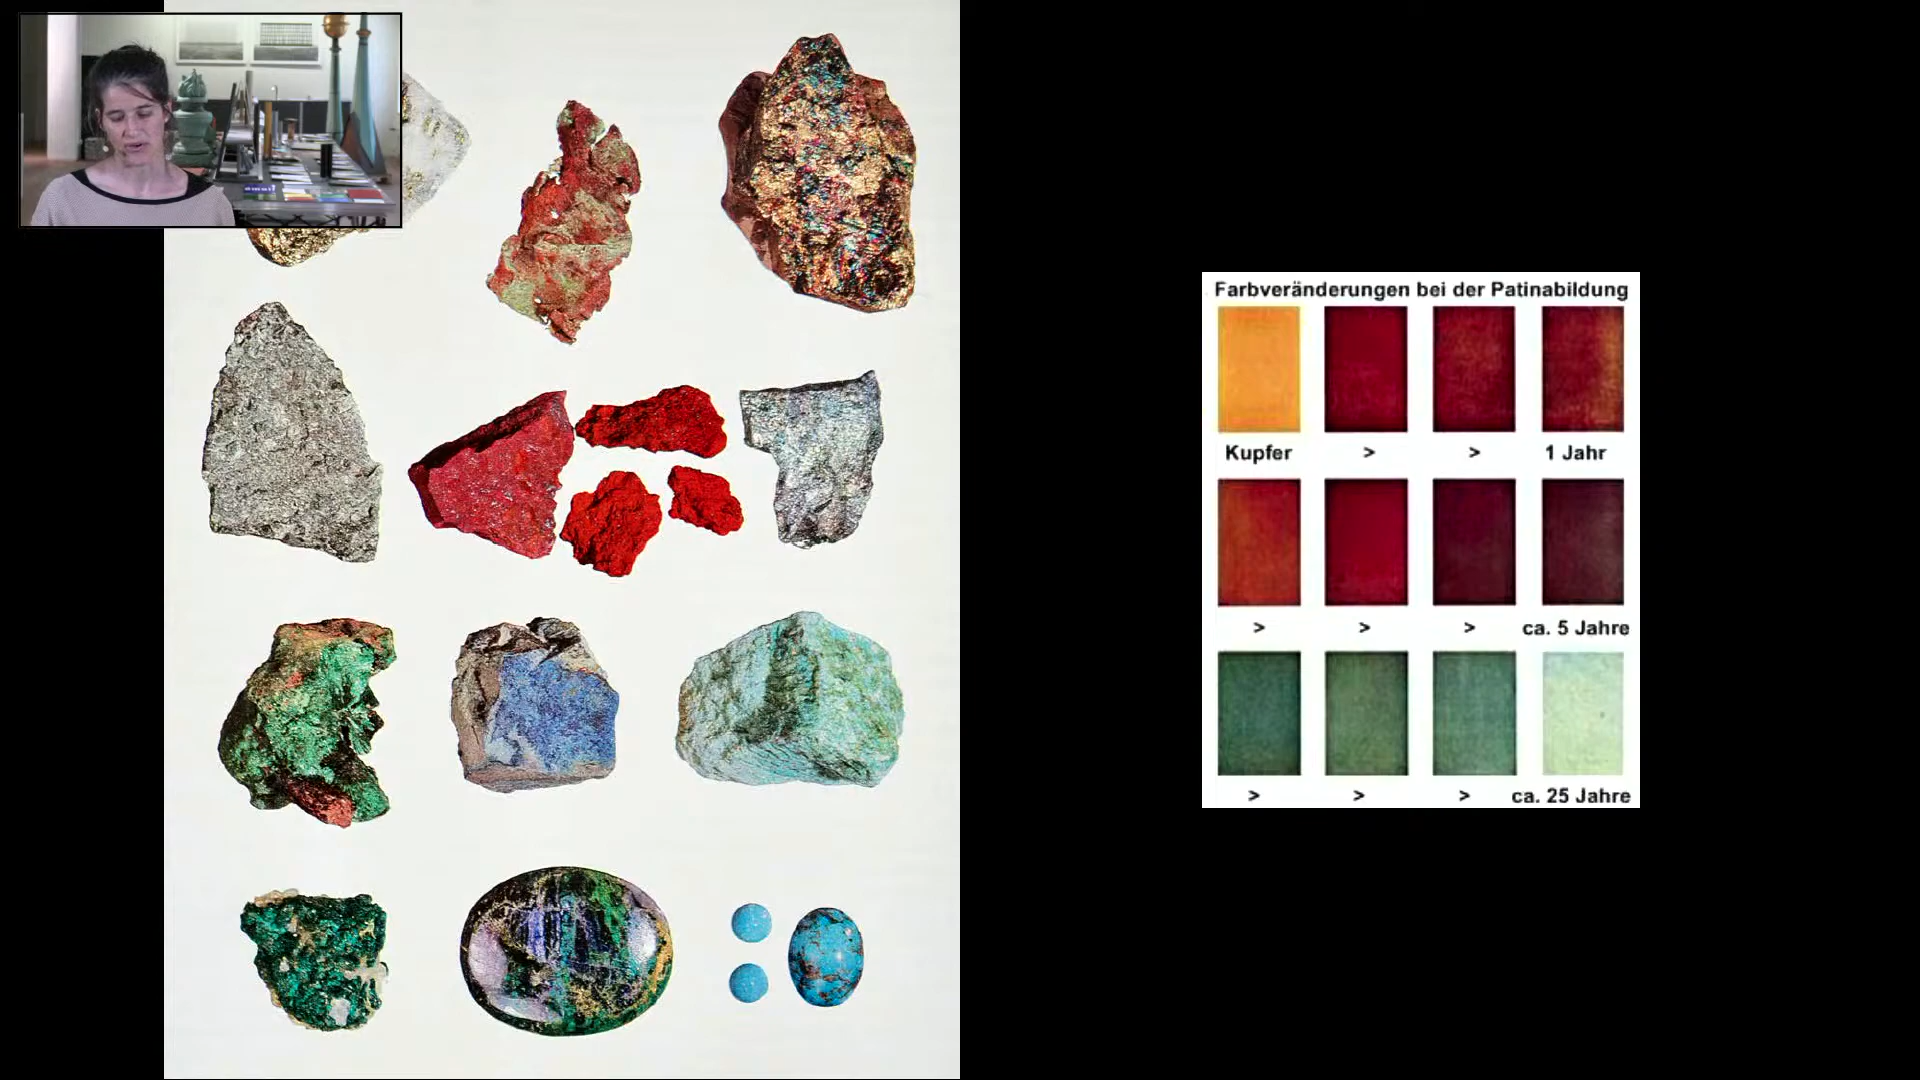 Farbveränderungen bei der Patinabildung
Kupfer > > 1 Jahr
> > > ca. 5 Jahre
> > > ca. 25 Jahre